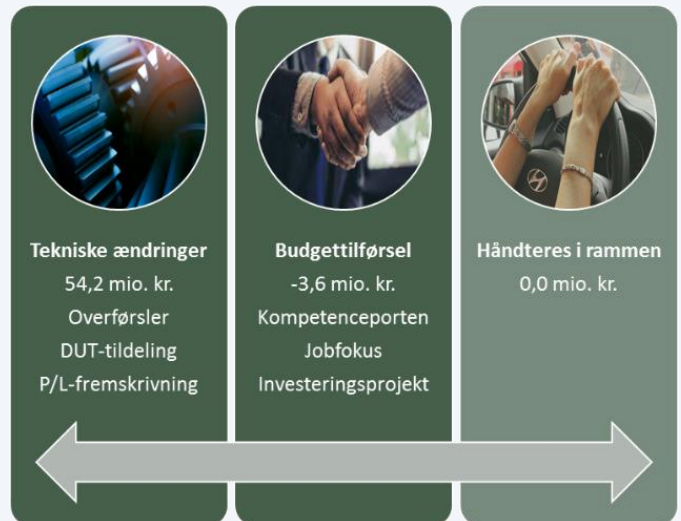 Tekniske ændringer
54,2 mio. kr.
Overførsler
DUT-tildeling
P/L-fremskrivning
Budgettilførsel
-3,6 mio. kr.
Kompetenceporten
Jobfokus
Investeringsprojekt
Håndteres i rammen
0,0 mio. kr.